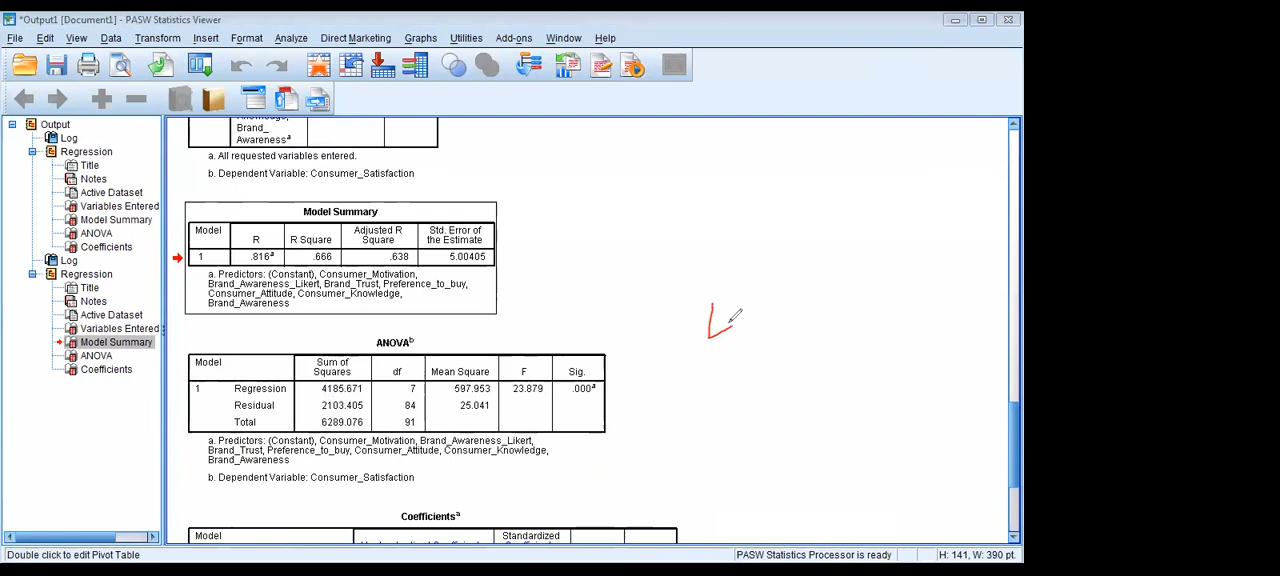 *Output1 [Document1] - PASW Statistics Viewer
File Edit View Data Transform Insert Format Analyze Direct Marketing Graphs Utilities Add-ons Window Help
Output
Log
Regression
Title
Notes
Active Dataset
Variables Entered
Model Summary
ANOVA
Coefficients
Log
Regression
Title
Notes
Active Dataset
Variables Entered
Model Summary
ANOVA
Coefficients
Knowledge,
Brand_
Awarenessᵃ
a. All requested variables entered.
b. Dependent Variable: Consumer_Satisfaction
Model Summary
Model R R Square Adjusted R Square Std. Error of the Estimate
1 .816ᵃ .666 .638 5.00405
a. Predictors: (Constant), Consumer_Motivation,
Brand_Awareness_Likert, Brand_Trust, Preference_to_buy,
Consumer_Attitude, Consumer_Knowledge,
Brand_Awareness
ANOVAᵇ
Model Sum of Squares df Mean Square F Sig.
1 Regression 4185.671 7 597.953 23.879 .000ᵃ
Residual 2103.405 84 25.041
Total 6289.076 91
a. Predictors: (Constant), Consumer_Motivation, Brand_Awareness_Likert,
Brand_Trust, Preference_to_buy, Consumer_Attitude, Consumer_Knowledge,
Brand_Awareness
b. Dependent Variable: Consumer_Satisfaction
Coefficientsᵃ
Model Standardized
Double click to edit Pivot Table
PASW Statistics Processor is ready
H: 141, W: 390 pt.